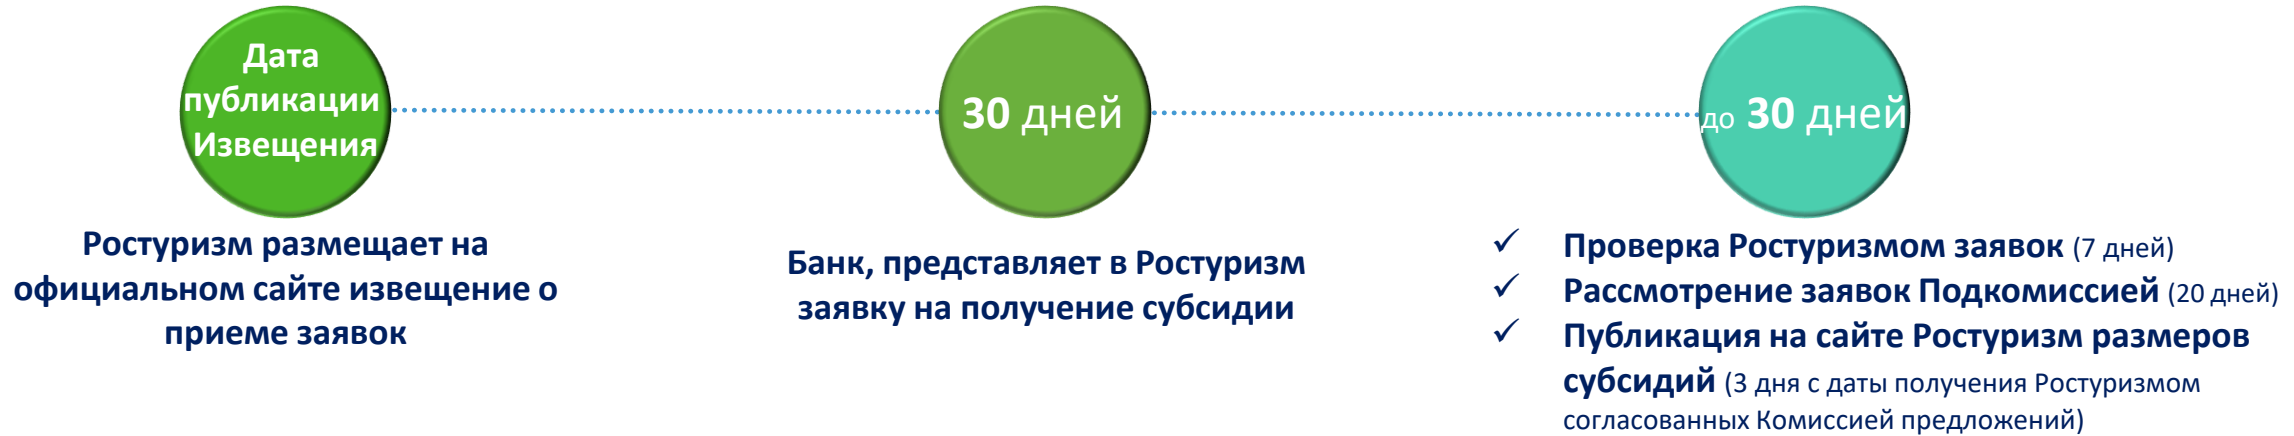 Дата
публикации
Извещения
Ростуризм размещает на
официальном сайте извещение о
приеме заявок
30 дней
Банк, представляет в Ростуризм
заявку на получение субсидии
до 30 дней
✓ Проверка Ростуризмом заявок (7 дней)
✓ Рассмотрение заявок Подкомиссией (20 дней)
✓ Публикация на сайте Ростуризм размеров
субсидий (3 дня с даты получения Ростуризмом
согласованных Комиссией предложений)